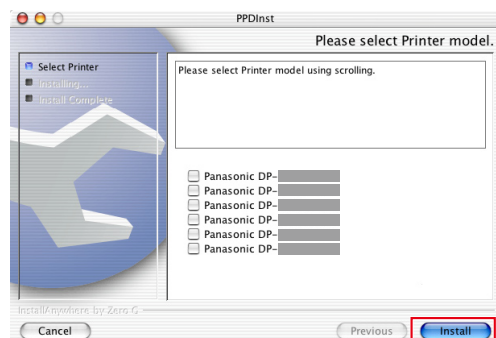 PPDInst
Please select Printer model.
Select Printer
Installing...
Install Complete
Please select Printer model using scrolling.
Panasonic DP-
Panasonic DP-
Panasonic DP-
Panasonic DP-
Panasonic DP-
Panasonic DP-
InstallAnywhere by Zero G
Cancel
Previous
Install